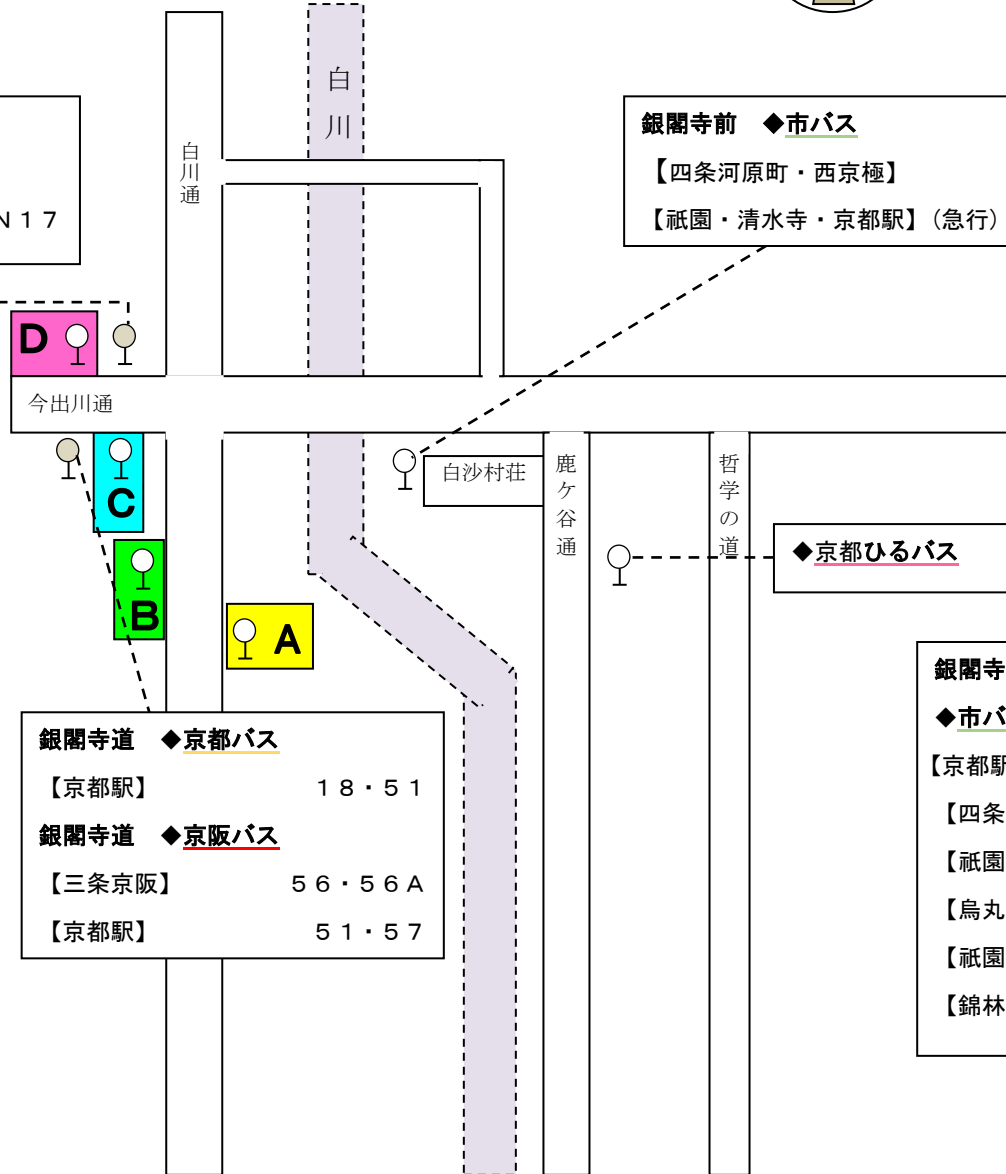 白川
白川通
Ｎ１７
銀閣寺前　◆市バス
【四条河原町・西京極】
【祇園・清水寺・京都駅】（急行）
D
今出川通
C
B
A
白沙村荘
鹿ケ谷通
哲学の道
◆京都ひるバス
銀閣寺道　◆京都バス
【京都駅】　１８・５１
銀閣寺道　◆京阪バス
【三条京阪】　５６・５６Ａ
【京都駅】　５１・５７
銀閣寺
◆市バ
【京都駅
【四条
【祇園
【烏丸
【祇園
【錦林